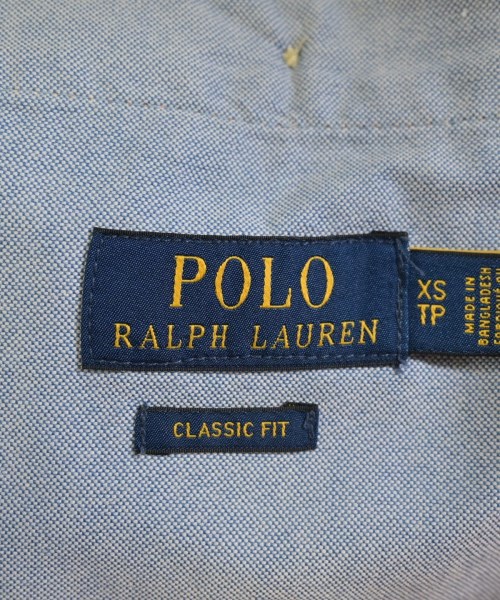 POLO
RALPH LAUREN
XS
TP
MADE IN
BANGLADESH
CLASSIC FIT